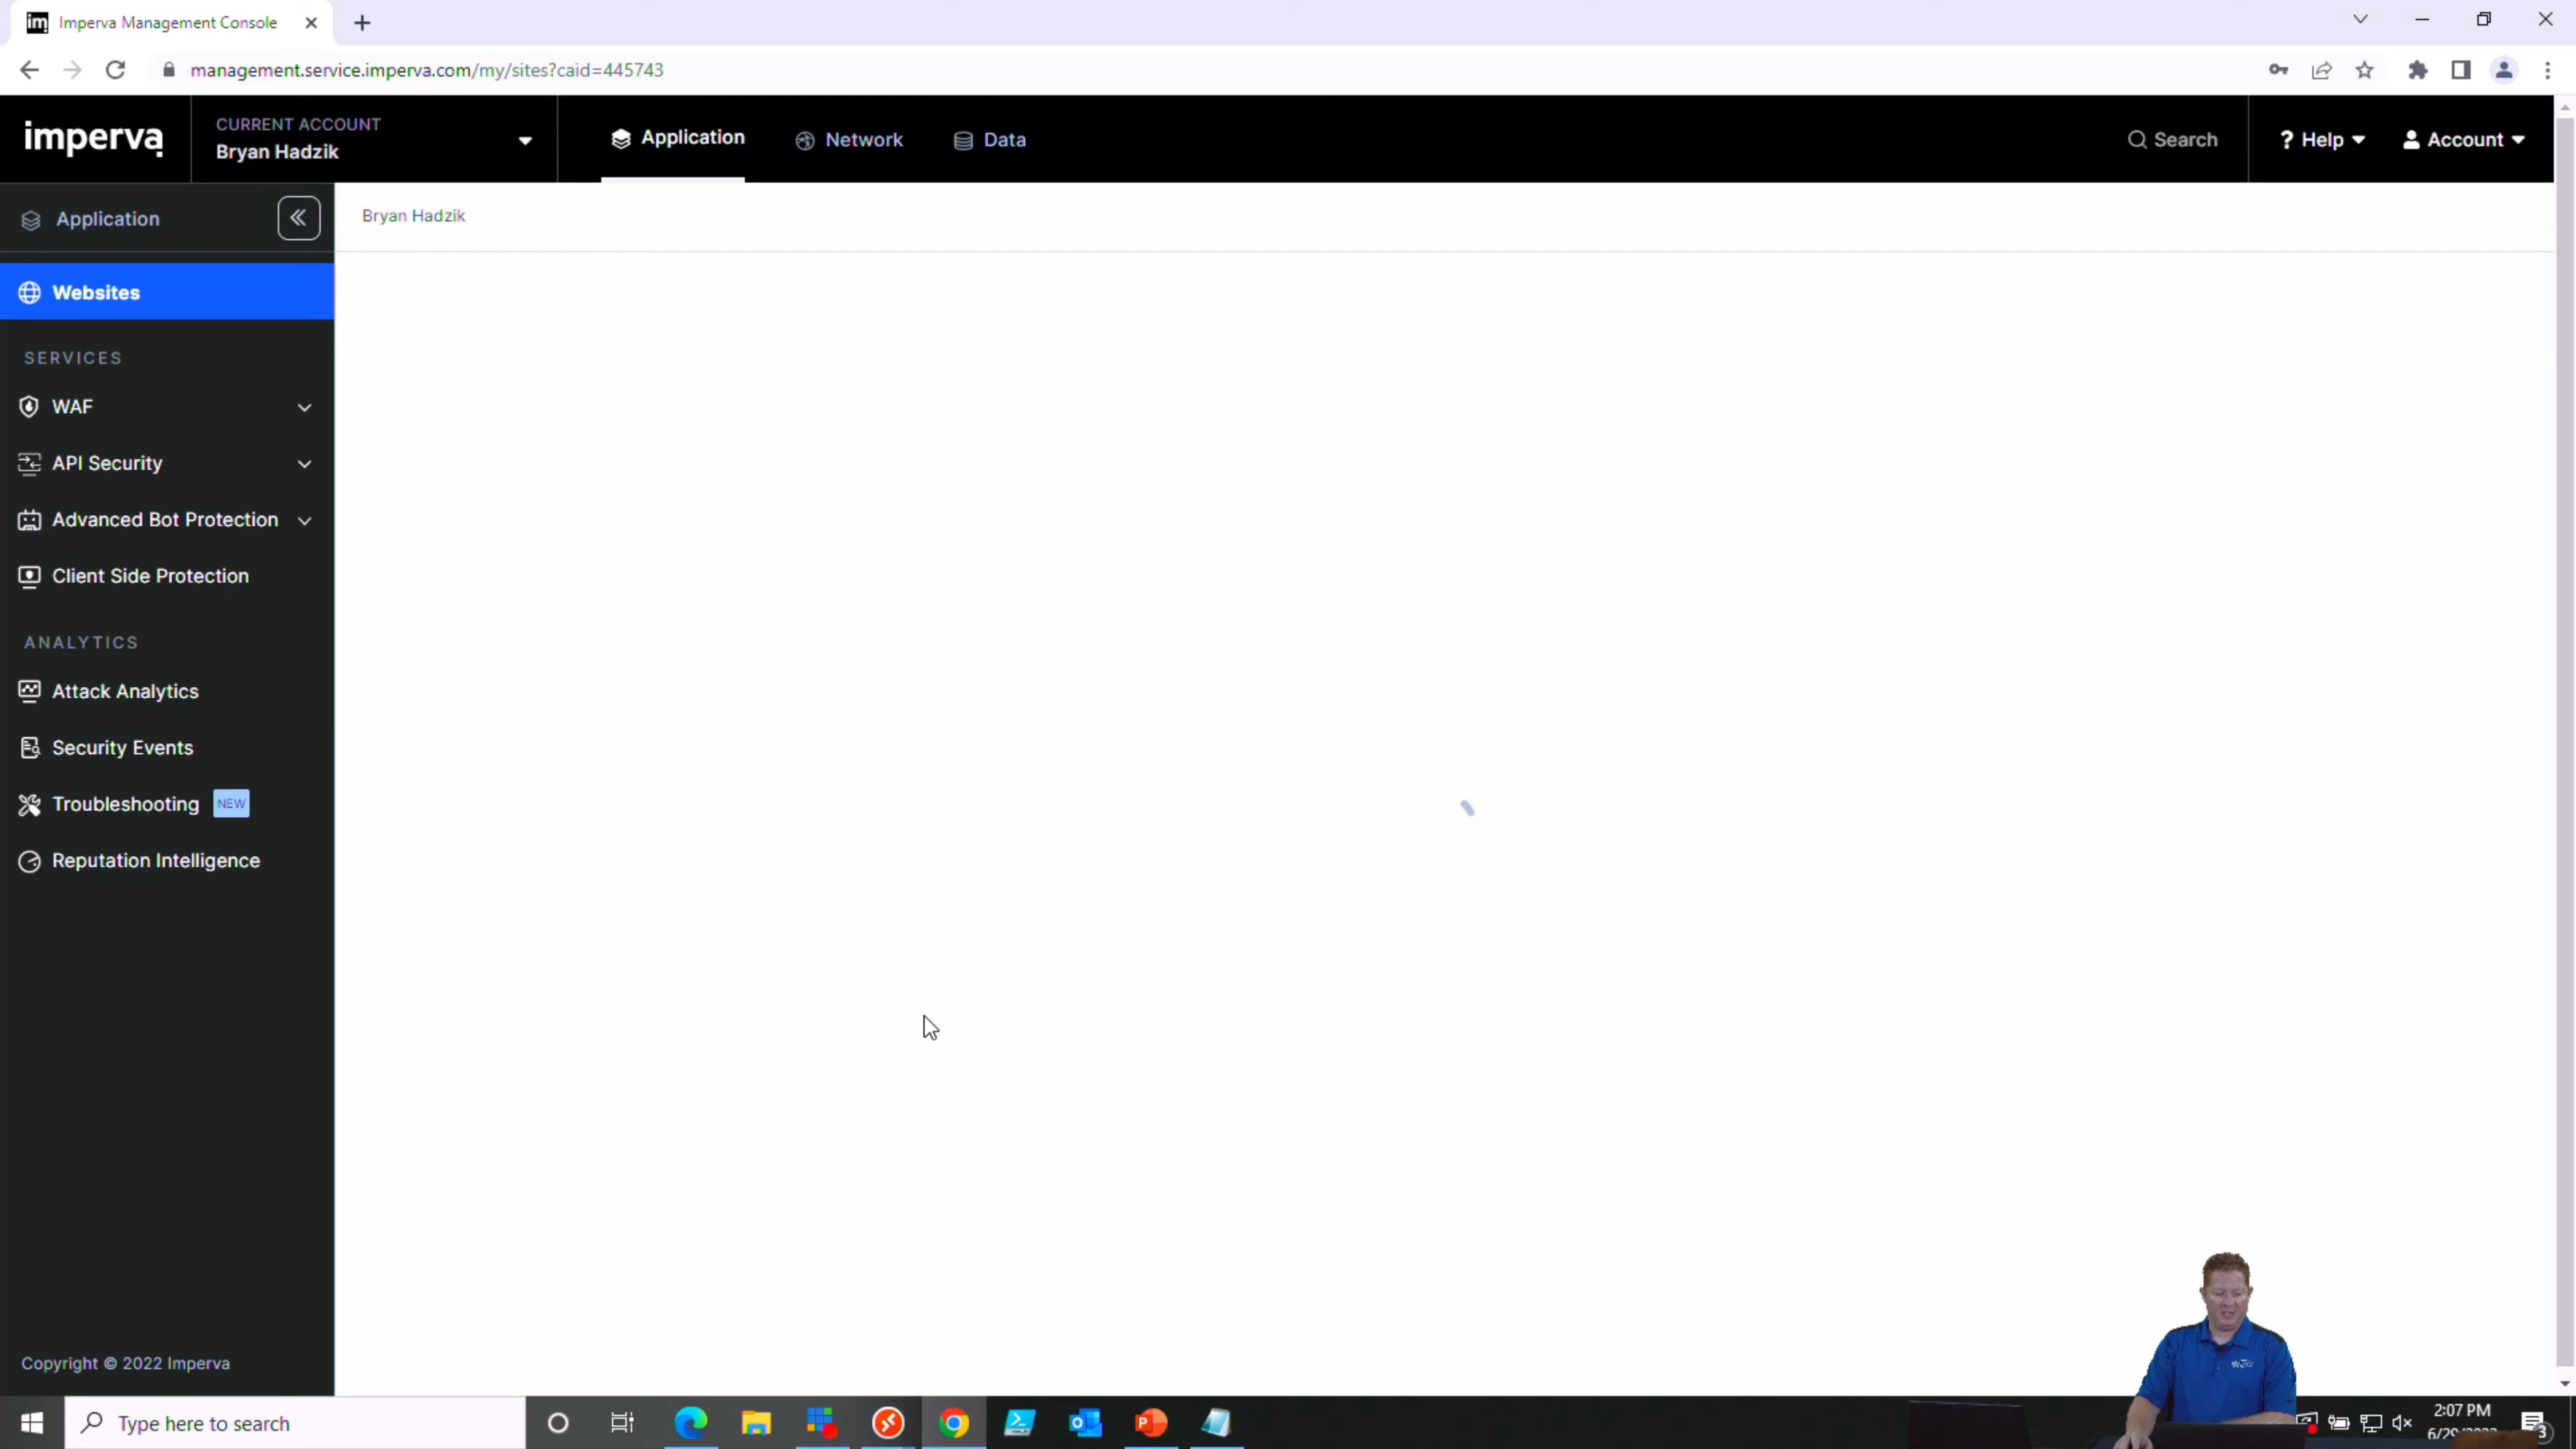 Imperva Management Console
management.service.imperva.com/my/sites?caid=445743
imperva
CURRENT ACCOUNT
Bryan Hadzik
Application
Network
Data
Search
? Help
Account
Application
Bryan Hadzik
Websites
SERVICES
WAF
API Security
Advanced Bot Protection
Client Side Protection
ANALYTICS
Attack Analytics
Security Events
Troubleshooting NEW
Reputation Intelligence
Copyright © 2022 Imperva
Type here to search
2:07 PM
3